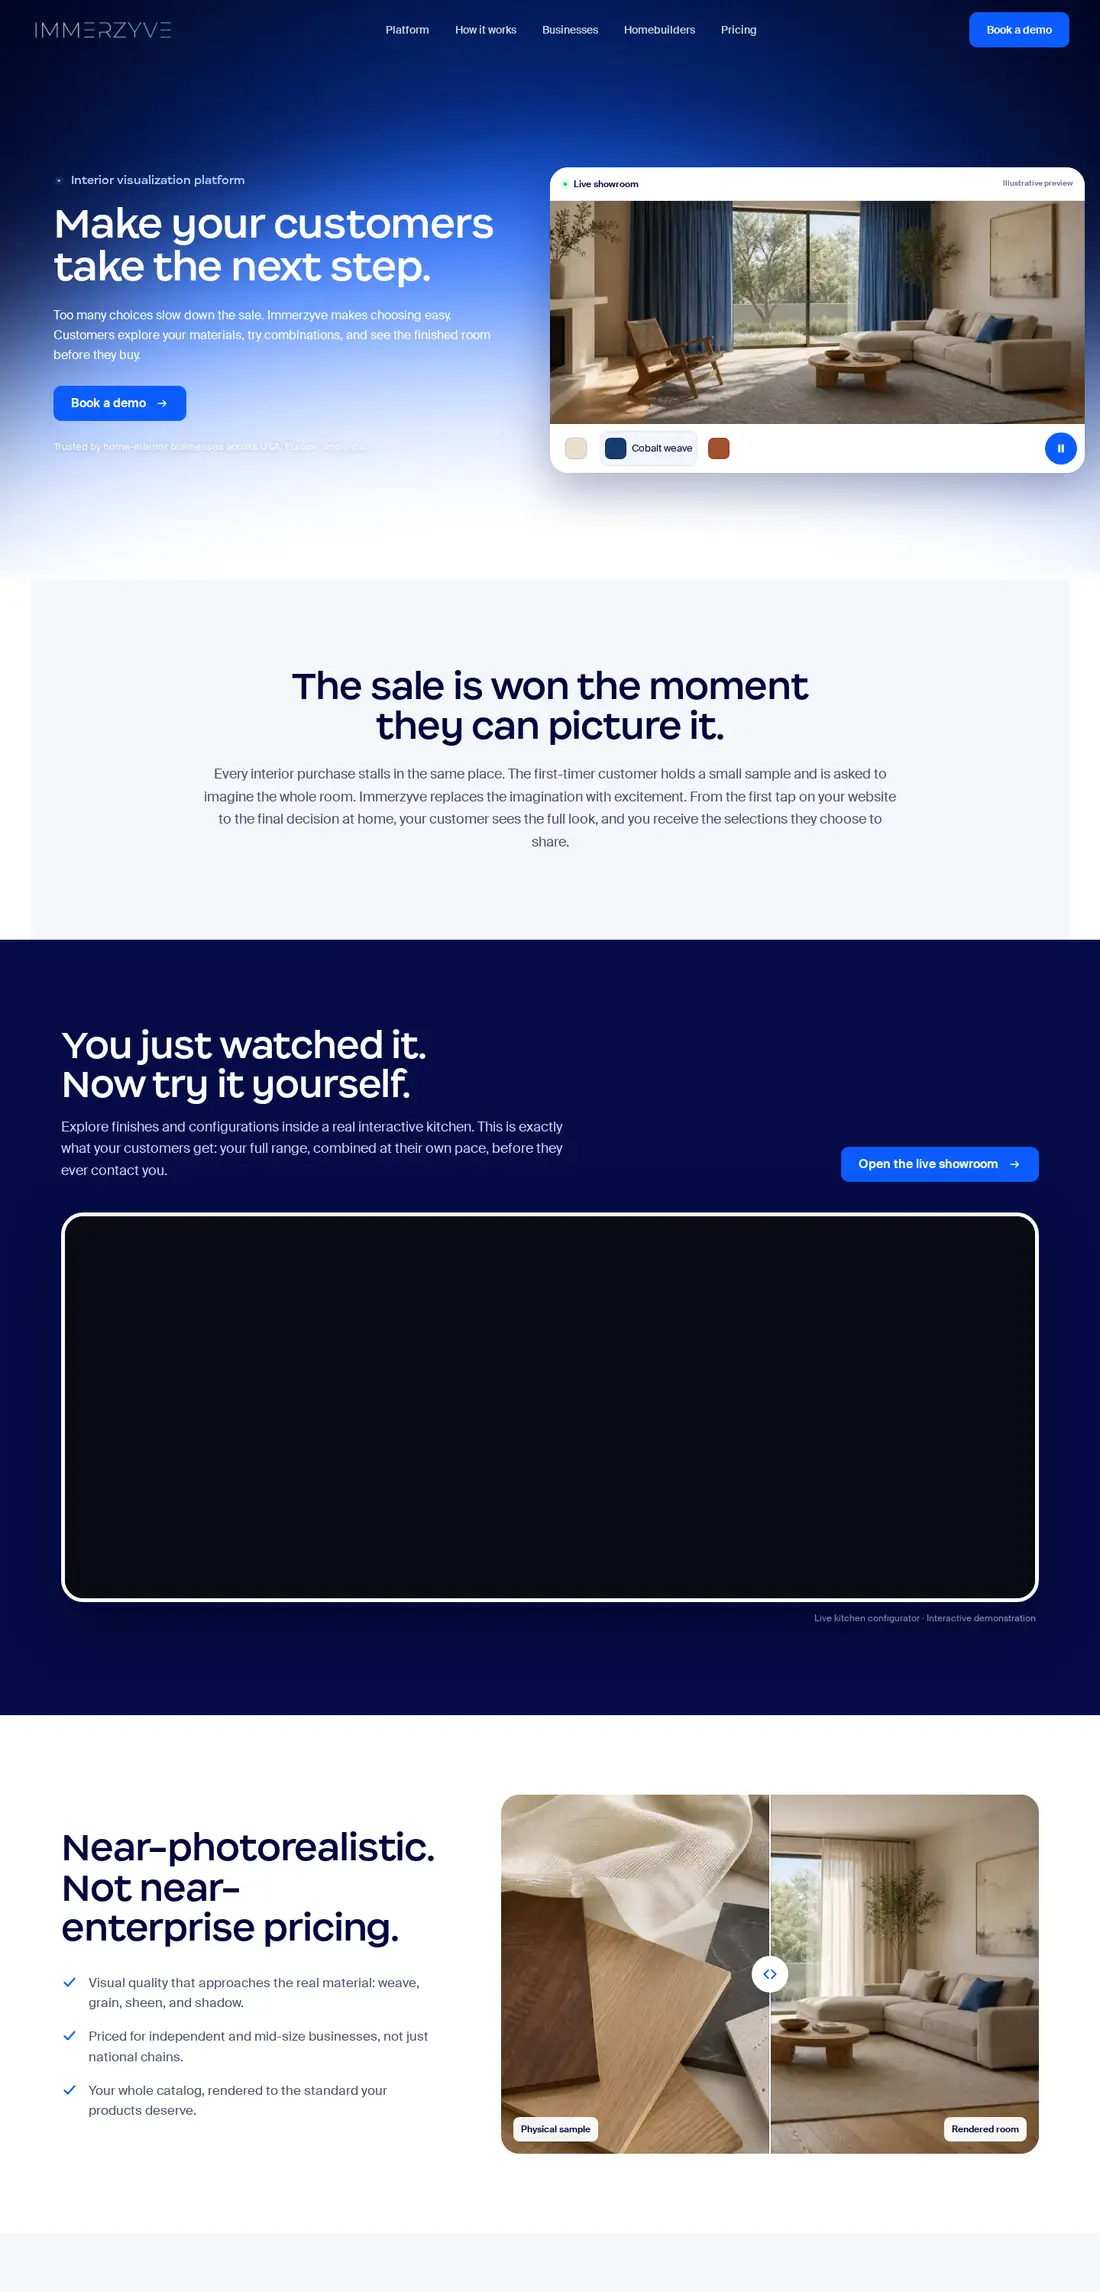 IMMERZYVE
Platform
How it works
Businesses
Homebuilders
Pricing
Book a demo
Interior visualization platform
Make your customers
take the next step.
Too many choices slow down the sale. Immerzyve makes choosing easy.
Customers explore your materials, try combinations, and see the finished room
before they buy.
Book a demo
Trusted by home-interior businesses across USA, Europe, and India.
Live showroom
Illustrative preview
Cobalt weave
The sale is won the moment
they can picture it.
Every interior purchase stalls in the same place. The first-timer customer holds a small sample and is asked to
imagine the whole room. Immerzyve replaces the imagination with excitement. From the first tap on your website
to the final decision at home, your customer sees the full look, and you receive the selections they choose to
share.
You just watched it.
Now try it yourself.
Explore finishes and configurations inside a real interactive kitchen. This is exactly
what your customers get: your full range, combined at their own pace, before they
ever contact you.
Open the live showroom
Live kitchen configurator · Interactive demonstration
Near-photorealistic.
Not near-
enterprise pricing.
Visual quality that approaches the real material: weave,
grain, sheen, and shadow.
Priced for independent and mid-size businesses, not just
national chains.
Your whole catalog, rendered to the standard your
products deserve.
Physical sample
Rendered room